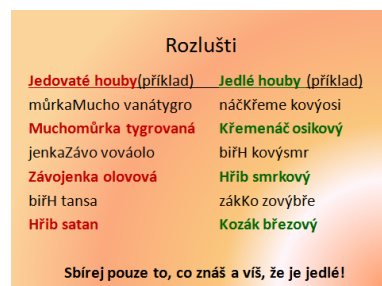 Rozlušti
Jedovaté houby(příklad) Jedlé houby (příklad)
můrkaMucho vanátygro náčKřeme kovýosi
Muchomůrka tygrovaná Křemenáč osikový
jenkaZávo vováolo biřH kovýsmr
Závojenka olovová Hřib smrkový
biřH tansa zákKo zovýbře
Hřib satan Kozák březový
Sbírej pouze to, co znáš a víš, že je jedlé!